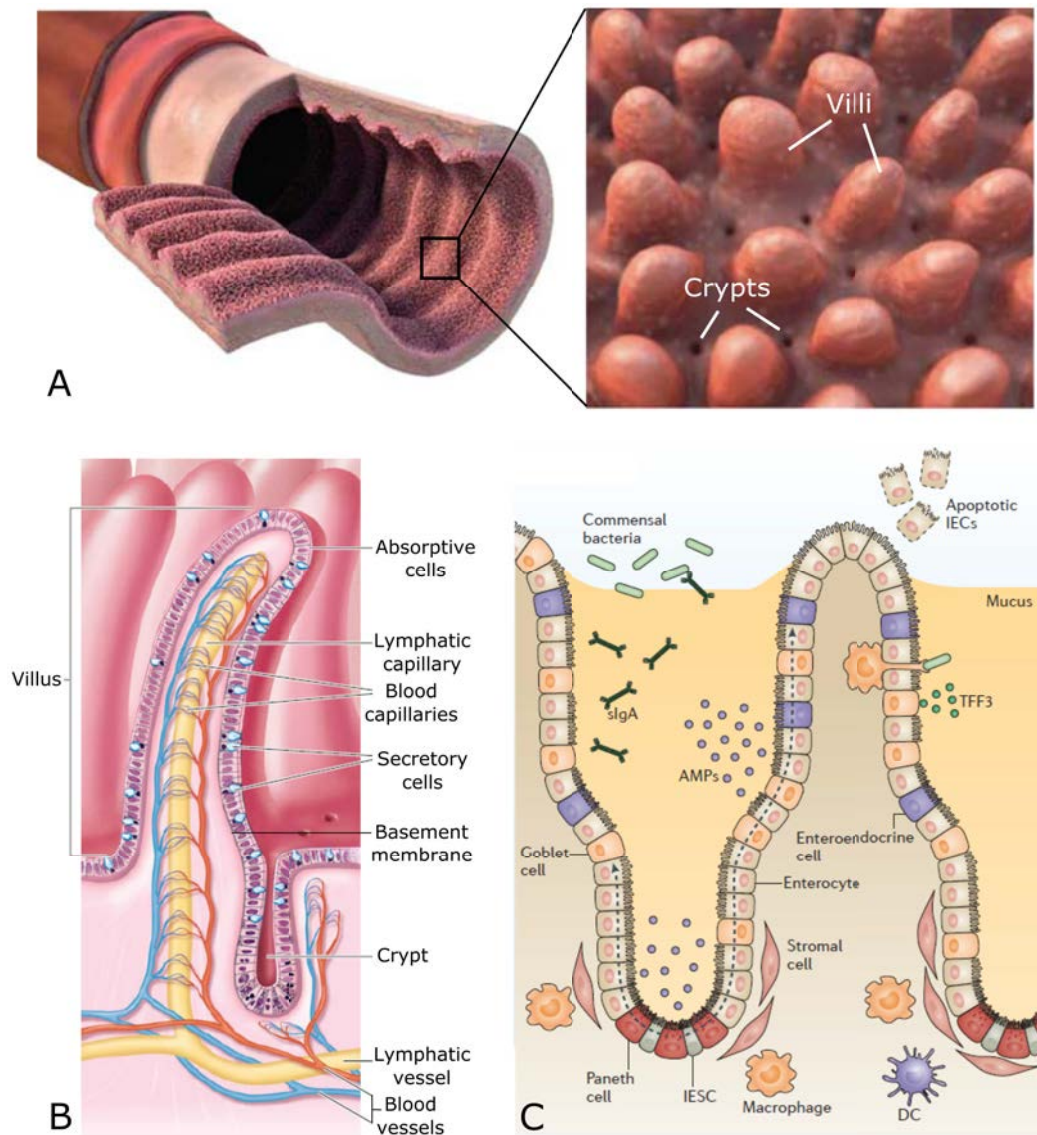 Villi
Crypts
A
Absorptive
cells
Lymphatic
capillary
Villus
Blood
capillaries
Secretory
cells
Basement
membrane
Crypt
Lymphatic
vessel
Blood
vessels
B
Apoptotic
IECs
Commensal
bacteria
Mucus
sIgA
TFF3
AMPs
Goblet
cell
Enteroendocrine
cell
Enterocyte
Stromal
cell
Paneth
cell
IESC
Macrophage
DC
C